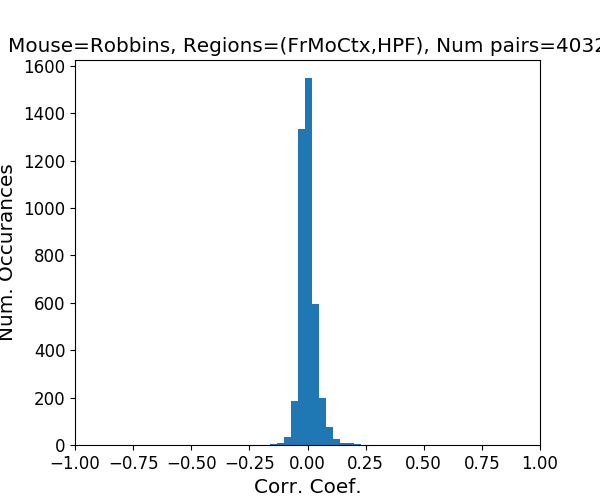 Mouse=Robbins, Regions=(FrMoCtx,HPF), Num pairs=4032
Num. Occurances
1600
1400
1200
1000
800
600
400
200
0
−1.00 −0.75 −0.50 −0.25 0.00 0.25 0.50 0.75 1.00
Corr. Coef.